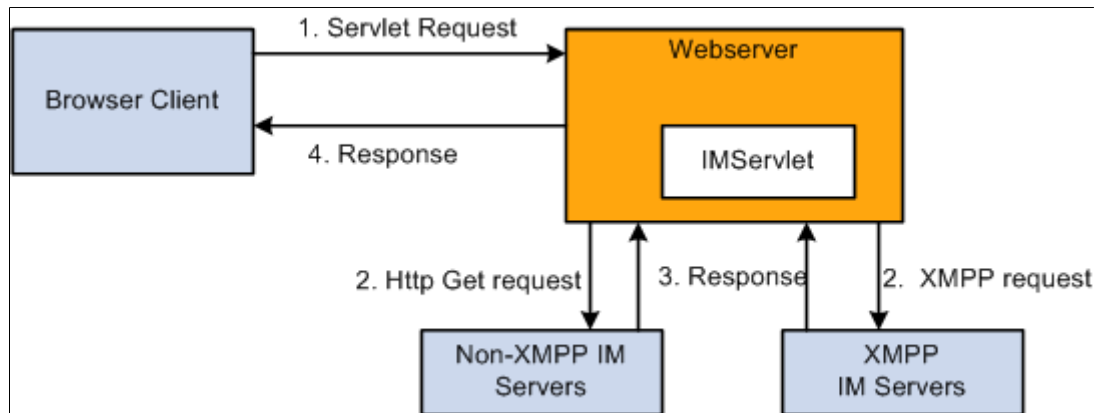 1. Servlet Request
Webserver
Browser Client
4. Response
IMServlet
2. Http Get request
3. Response
2. XMPP request
Non-XMPP IM
Servers
XMPP
IM Servers